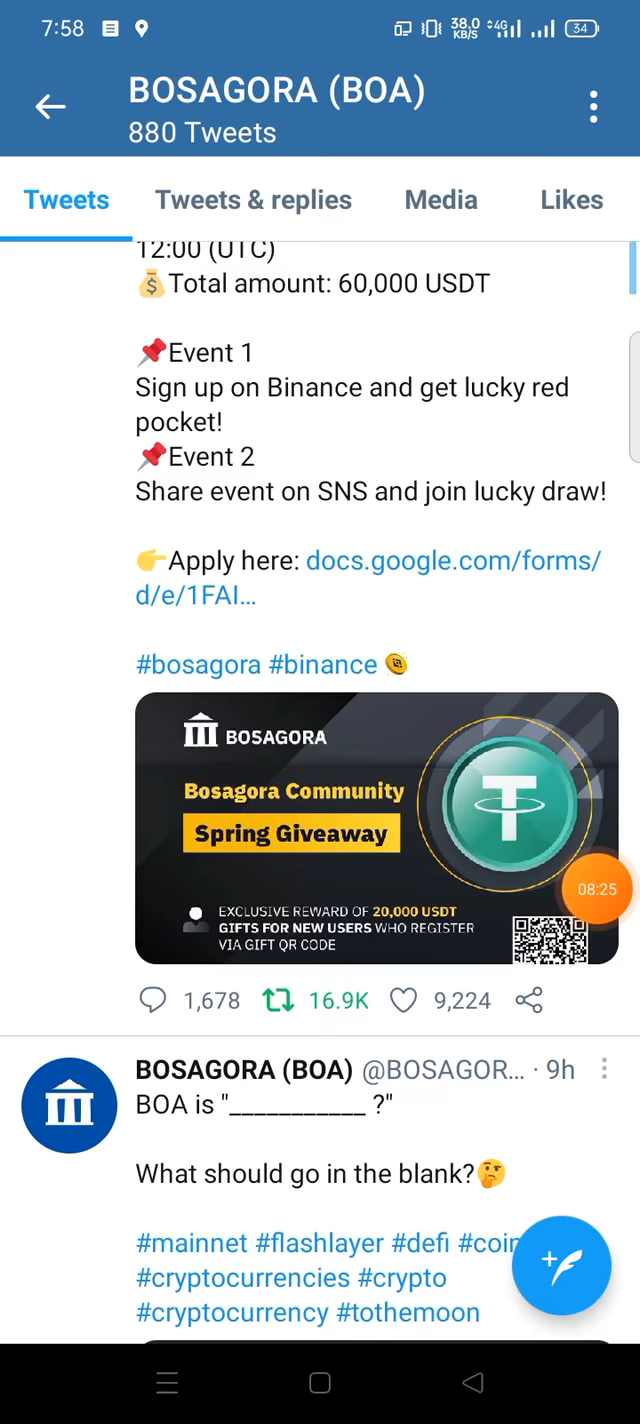 7:58
38.0
KB/S
4G
34
BOSAGORA (BOA)
880 Tweets
Tweets
Tweets & replies
Media
Likes
12:00 (UTC)
💰Total amount: 60,000 USDT
📌Event 1
Sign up on Binance and get lucky red
pocket!
📌Event 2
Share event on SNS and join lucky draw!
👉Apply here: docs.google.com/forms/
d/e/1FAI...
#bosagora #binance
BOSAGORA
Bosagora Community
Spring Giveaway
EXCLUSIVE REWARD OF 20,000 USDT
GIFTS FOR NEW USERS WHO REGISTER
VIA GIFT QR CODE
08:25
1,678
16.9K
9,224
BOSAGORA (BOA) @BOSAGOR... · 9h
BOA is "___________ ?"
What should go in the blank?🤔
#mainnet #flashlayer #defi #coin
#cryptocurrencies #crypto
#cryptocurrency #tothemoon